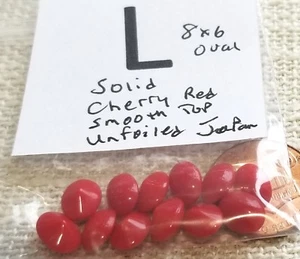 L
8x6
oval
Solid
Cherry Red
smooth Top
Unfoiled Japan